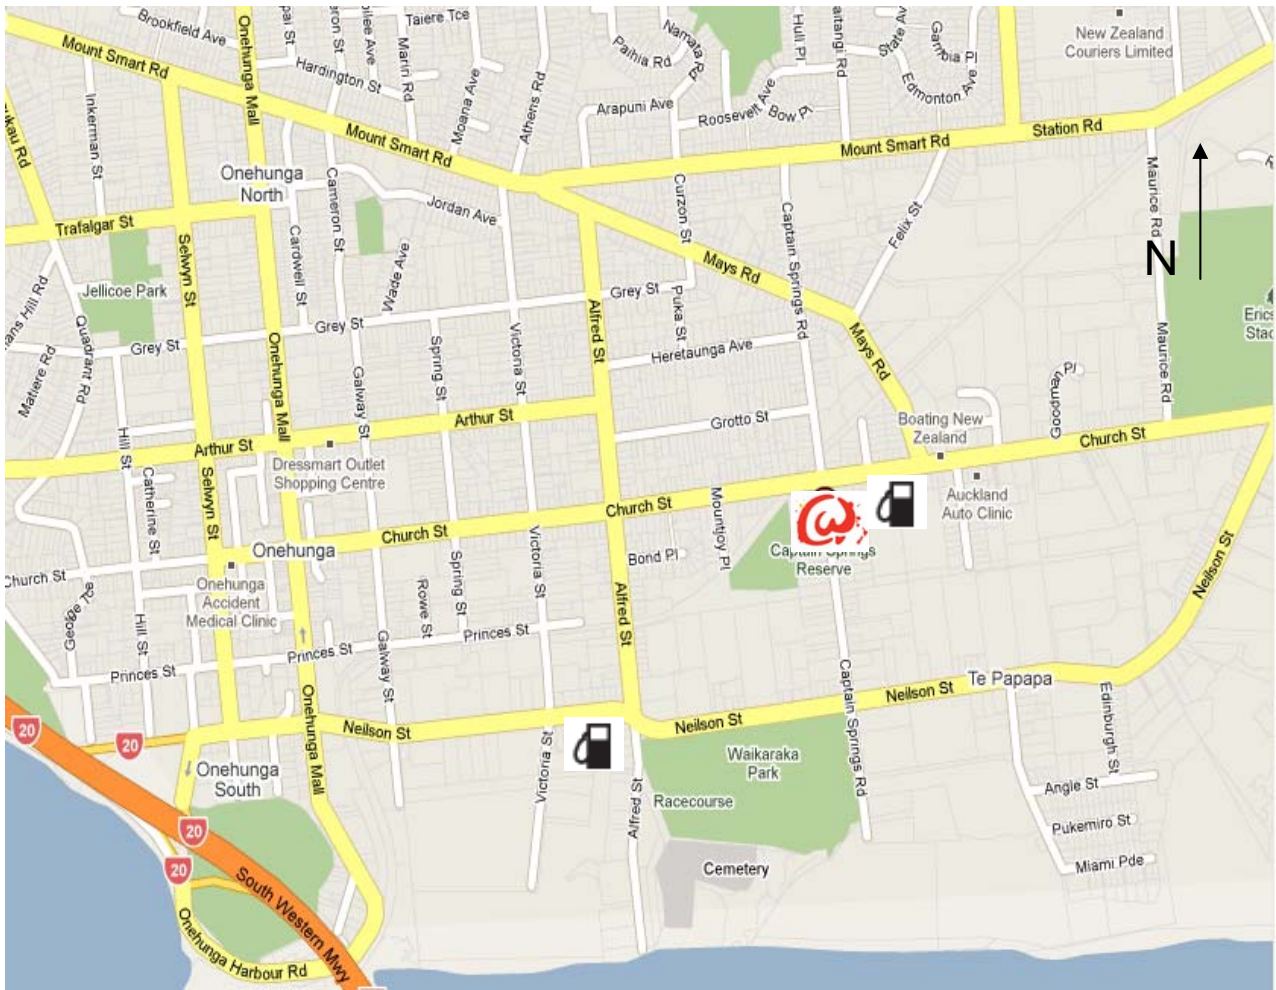 Brookfield Ave
Onehunga Mall
Taiere Tce
Mariri Rd
Moana Ave
Athens Rd
Namata Rd
Paihia Rd
Hull Pl
State Av
Gambia Pl
New Zealand
Couriers Limited
Mount Smart Rd
Hardington St
Edmonton Ave
Inkerman St
Arapuni Ave
Roosevelt Ave
Bow Pl
Mount Smart Rd
Mount Smart Rd
Station Rd
Onehunga
North
Cameron St
Jordan Ave
Curzon St
Captain Springs Rd
Felix St
Maurice Rd
N
Trafalgar St
Selwyn St
Cardwell St
Wade Ave
Mays Rd
Jellicoe Park
Grey St
Puka St
Alfred St
Grey St
Quadrant Rd
Grey St
Matiere Rd
Onehunga Mall
Spring St
Victoria St
Heretaunga Ave
Mays Rd
Maurice Rd
Galway St
Goodman Pl
Arthur St
Grotto St
Boating New
Zealand
Church St
Hill St
Arthur St
Dressmart Outlet
Shopping Centre
Catherine St
Selwyn St
Mountjoy Pl
Auckland
Auto Clinic
Church St
Church St
Victoria St
Onehunga
Bond Pl
Captain Springs
Reserve
Neilson St
Church St
Onehunga
Accident
Medical Clinic
George Tce
Spring St
Rowe St
Alfred St
Hill St
Princes St
Galway St
Princes St
Princes St
Captain Springs Rd
Te Papapa
Neilson St
Edinburgh St
Onehunga Mall
Neilson St
Neilson St
20
20
Victoria St
Waikaraka
Park
Onehunga
South
Angle St
Racecourse
Alfred St
20
Pukemiro St
20
Cemetery
Miami Pde
South Western Mwy
Onehunga Harbour Rd